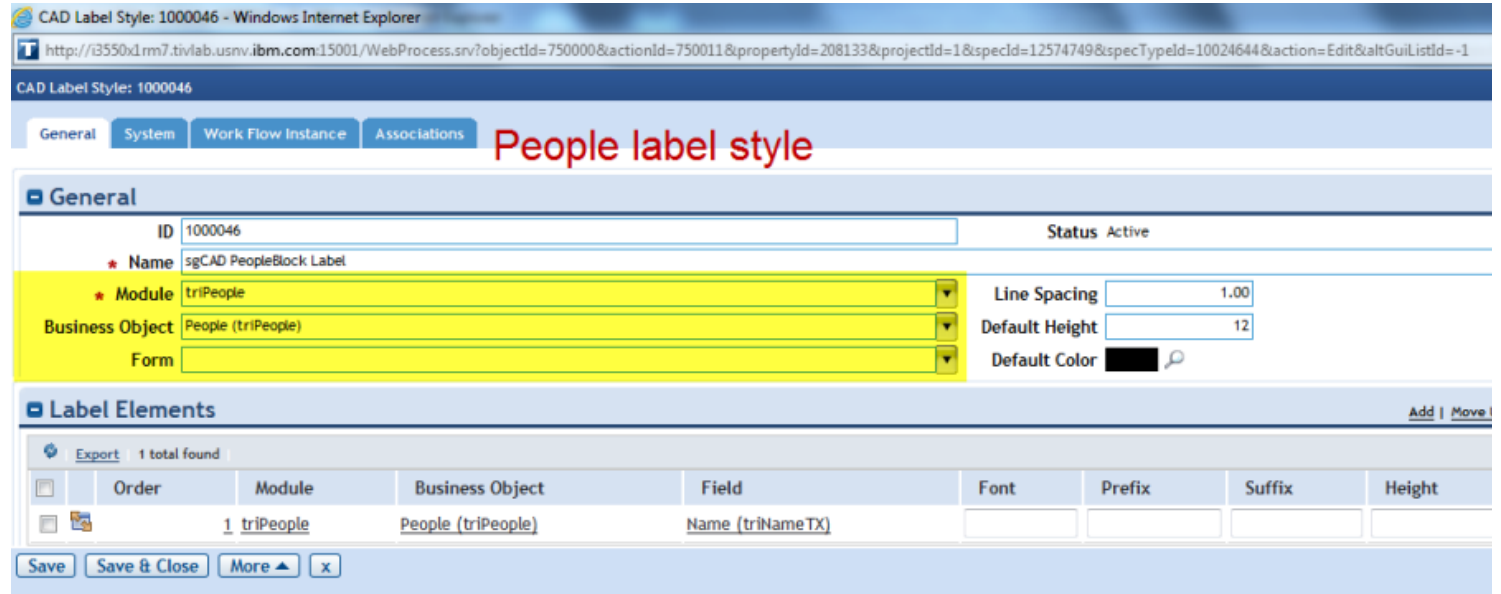 CAD Label Style: 1000046 - Windows Internet Explorer
http://i3550x1rm7.tivlab.usnv.ibm.com:15001/WebProcess.srv?objectId=750000&actionId=750011&propertyId=208133&projectId=1&specId=12574749&specTypeId=10024644&action=Edit&altGuiListId=-1
CAD Label Style: 1000046
General System Work Flow Instance Associations
People label style
General
ID 1000046 Status Active
* Name sgCAD PeopleBlock Label
* Module triPeople Line Spacing 1.00
Business Object People (triPeople) Default Height 12
Form Default Color
Label Elements
Add | Move
Export 1 total found
Order Module Business Object Field Font Prefix Suffix Height
1 triPeople People (triPeople) Name (triNameTX)
Save Save & Close More x